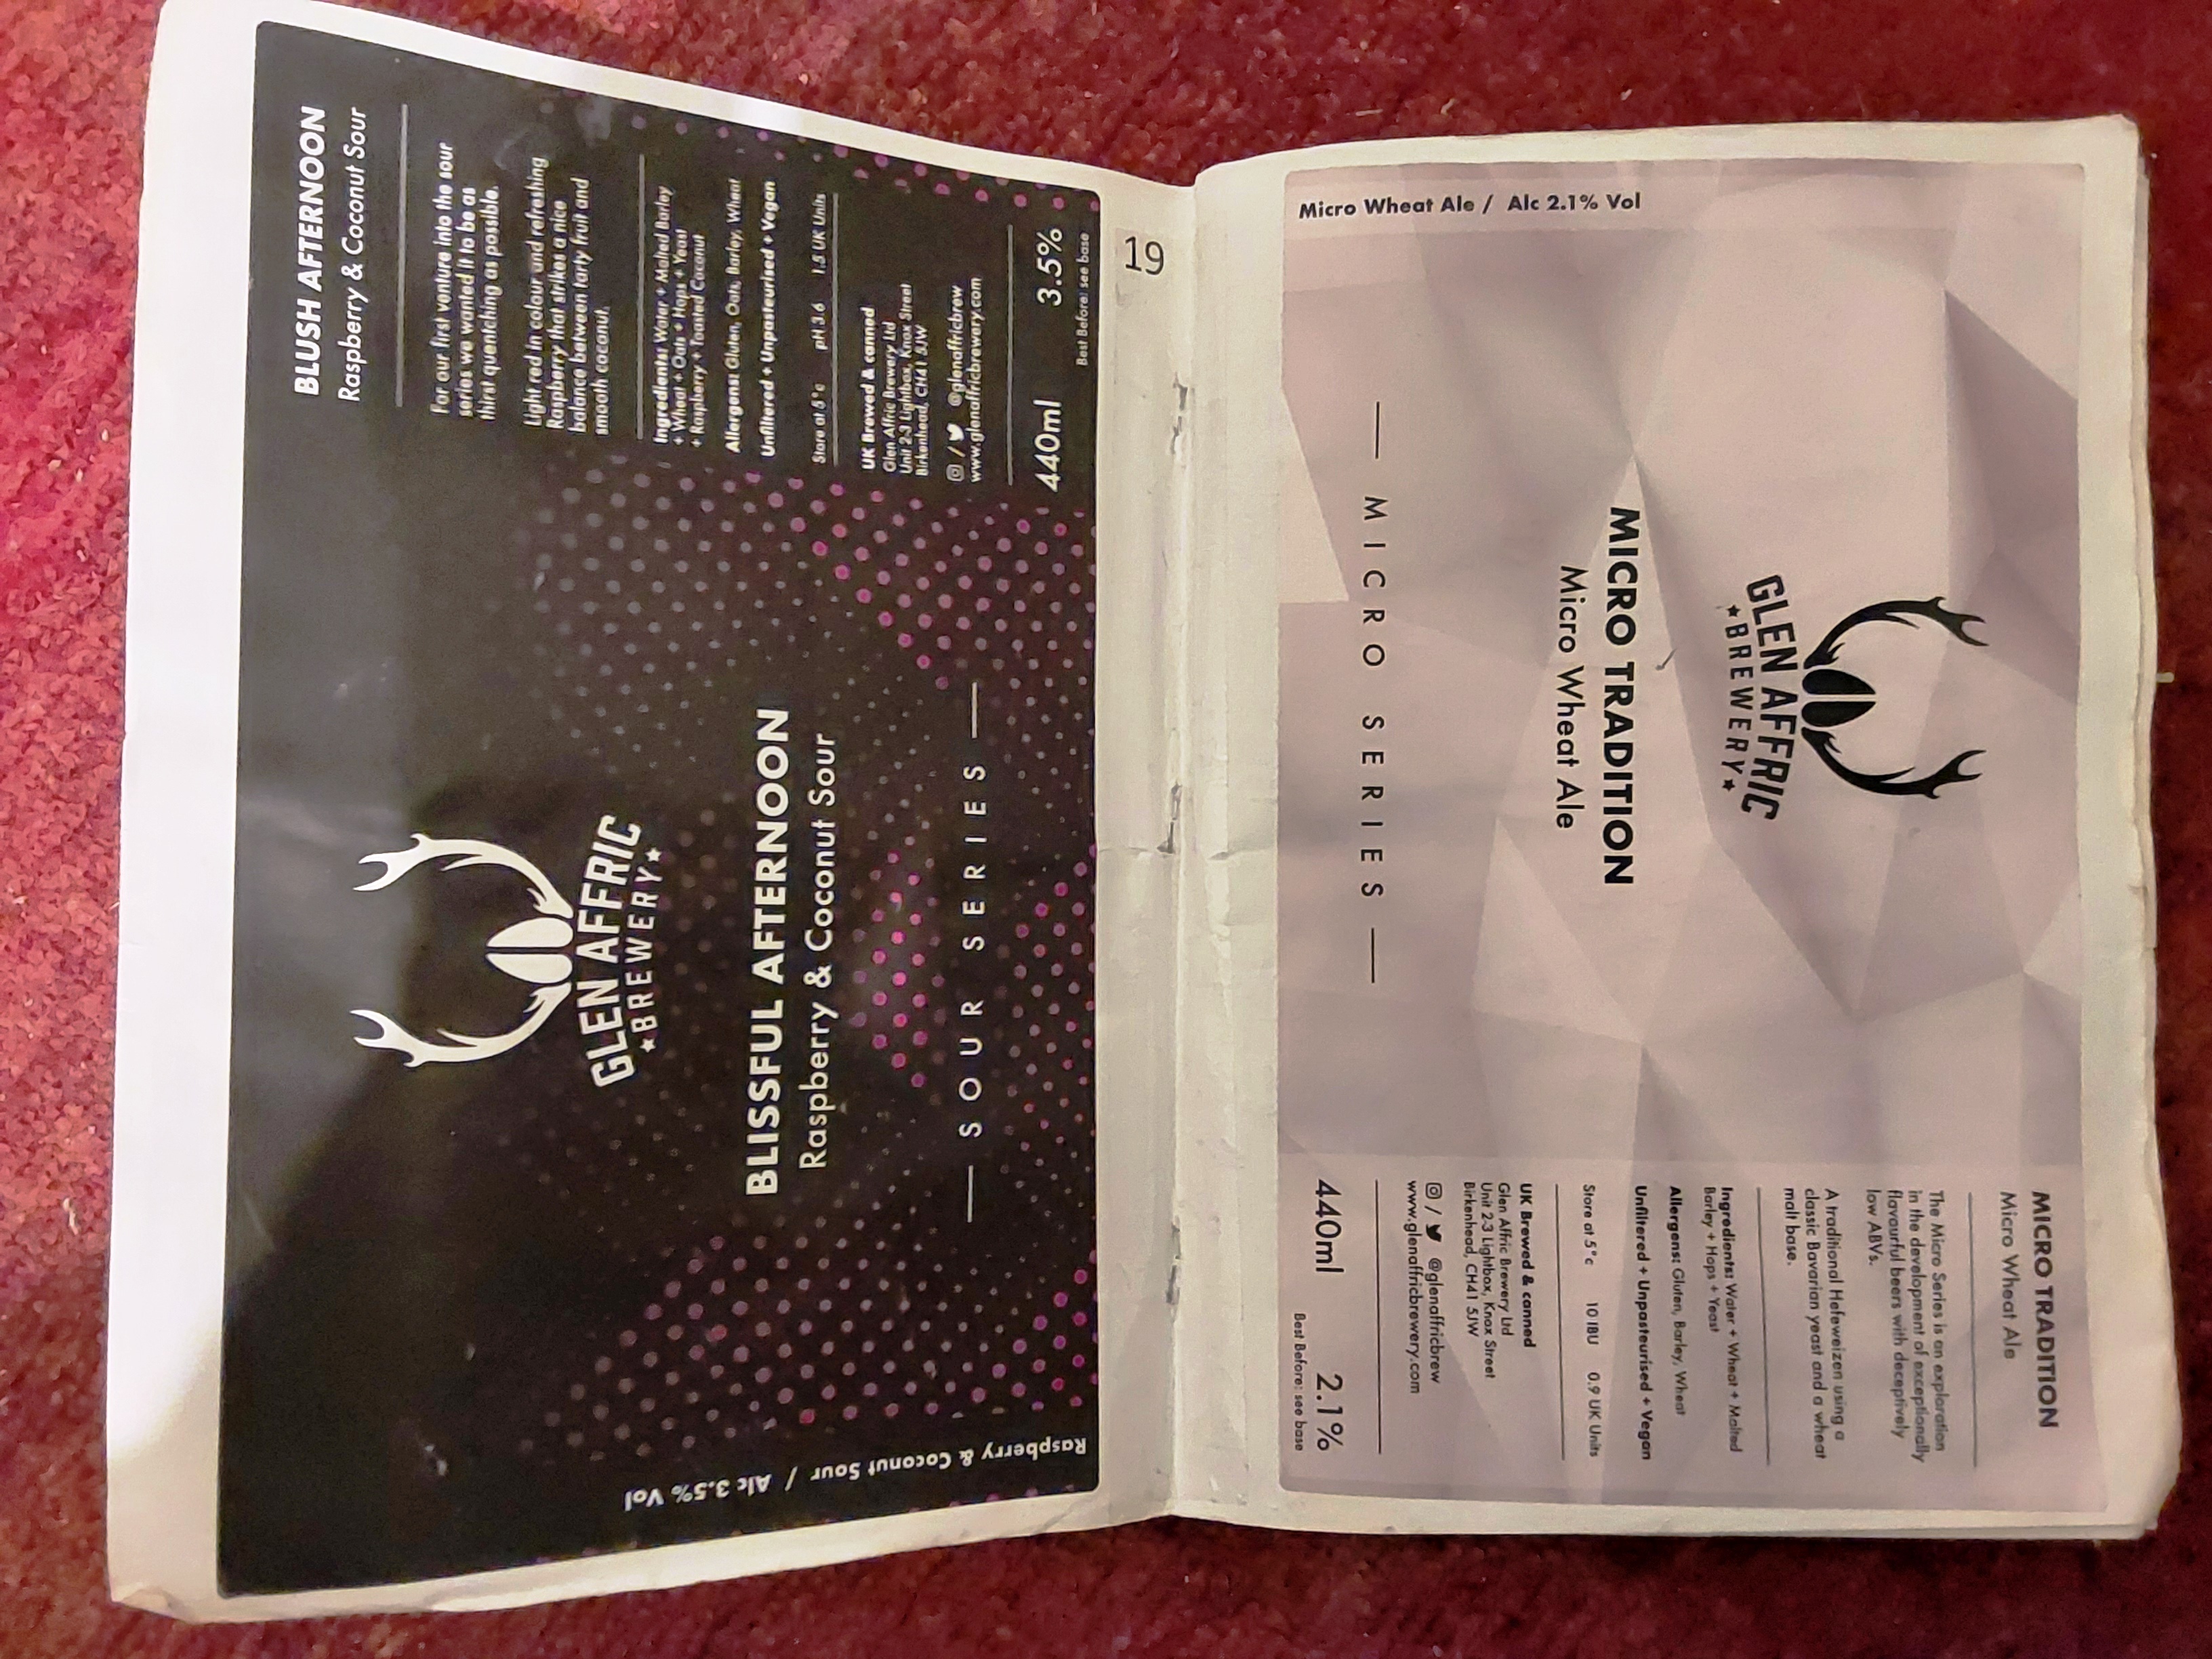 BLUSH AFTERNOON
Raspberry & Coconut Sour
For our first venture into the sour
series we wanted it to be as
thirst quenching as possible.
Light red in colour and refreshing
Raspberry that strikes a nice
balance between tarty fruit and
smooth coconut.
Ingredients: Water + Malted Barley
+ Wheat + Oats + Hops + Yeast
+ Raspberry + Toasted Coconut
Allergens: Gluten, Oats, Barley, Wheat
Unfiltered + Unpasteurised + Vegan
Store at 5°c pH 3.6 1.5 UK Units
UK Brewed & canned
Glen Affric Brewery Ltd
Unit 2-3 Lightbox, Knox Street
Birkenhead, CH41 5JW
/ @glenaffricbrew
www.glenaffricbrewery.com
440ml 3.5%
Best Before: see base
GLEN AFFRIC
BREWERY
BLISSFUL AFTERNOON
Raspberry & Coconut Sour
SOUR SERIES
Raspberry & Coconut Sour / Alc 3.5% Vol
19
Micro Wheat Ale / Alc 2.1% Vol
GLEN AFFRIC
BREWERY
MICRO TRADITION
Micro Wheat Ale
MICRO SERIES
MICRO TRADITION
Micro Wheat Ale
The Micro Series is an exploration
in the development of exceptionally
flavourful beers with deceptively
low ABVs.
A traditional Hefeweizen using a
classic Bavarian yeast and a wheat
malt base.
Ingredients: Water + Wheat + Malted
Barley + Hops + Yeast
Allergens: Gluten, Barley, Wheat
Unfiltered + Unpasteurised + Vegan
Store at 5°c 10 IBU 0.9 UK Units
UK Brewed & canned
Glen Affric Brewery Ltd
Unit 2-3 Lightbox, Knox Street
Birkenhead, CH41 5JW
/ @glenaffricbrew
www.glenaffricbrewery.com
440ml 2.1%
Best Before: see base